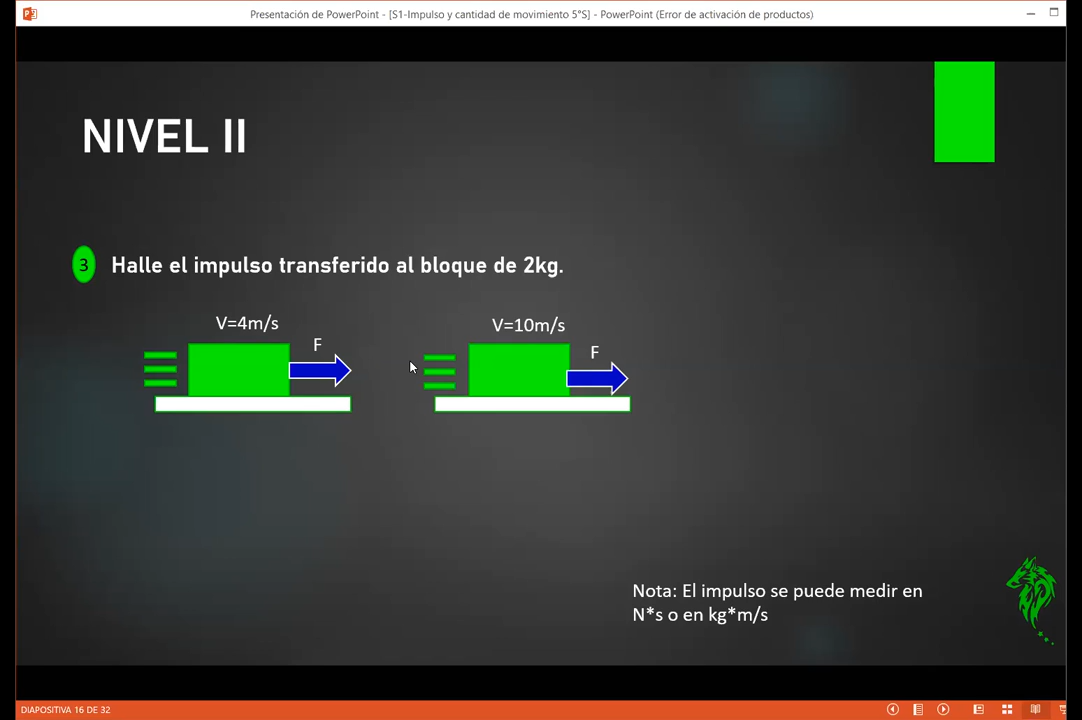 Presentación de PowerPoint - [S1-Impulso y cantidad de movimiento 5°S] - PowerPoint (Error de activación de productos)
NIVEL II
3 Halle el impulso transferido al bloque de 2kg.
V=4m/s
F
V=10m/s
F
Nota: El impulso se puede medir en
N*s o en kg*m/s
DIAPOSITIVA 16 DE 32